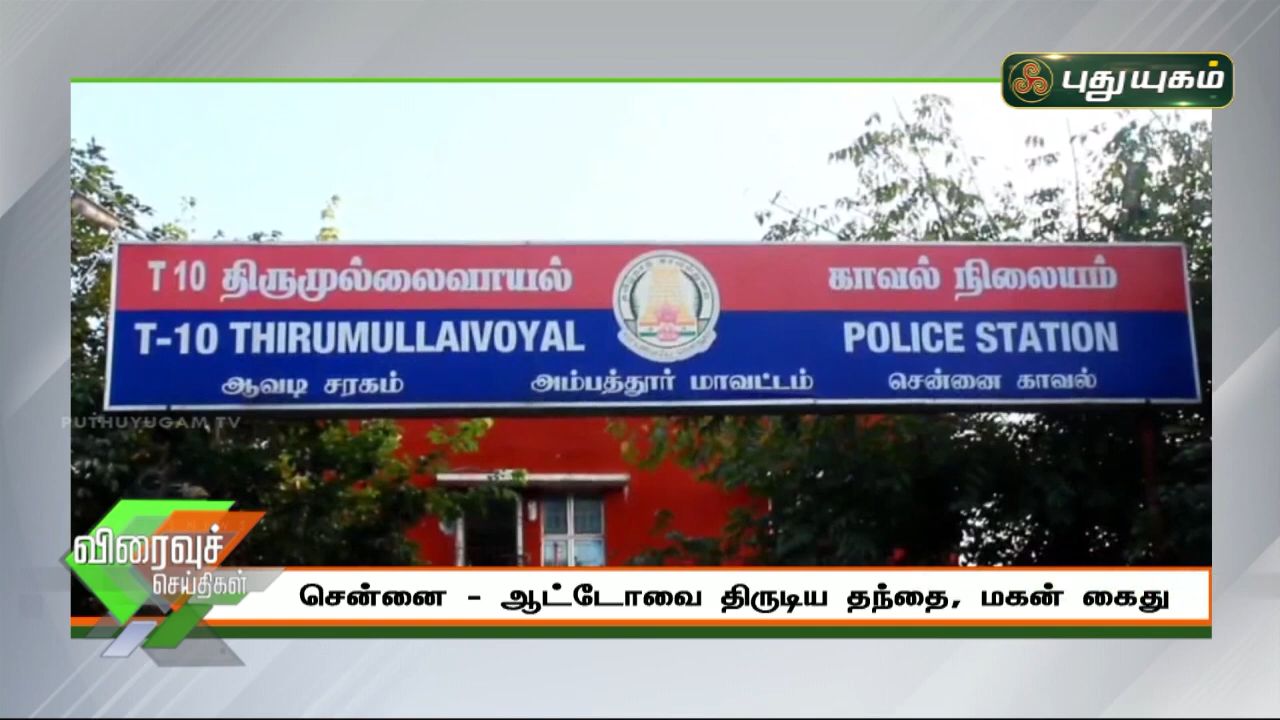 புதுயுகம்
T 10 திருமுல்லைவாயல் காவல் நிலையம்
T-10 THIRUMULLAIVOYAL POLICE STATION
ஆவடி சரகம் அம்பத்தூர் மாவட்டம் சென்னை காவல்
PUTHUYUGAM TV
விரைவுச்
செய்திகள்
சென்னை - ஆட்டோவை திருடிய தந்தை, மகன் கைது